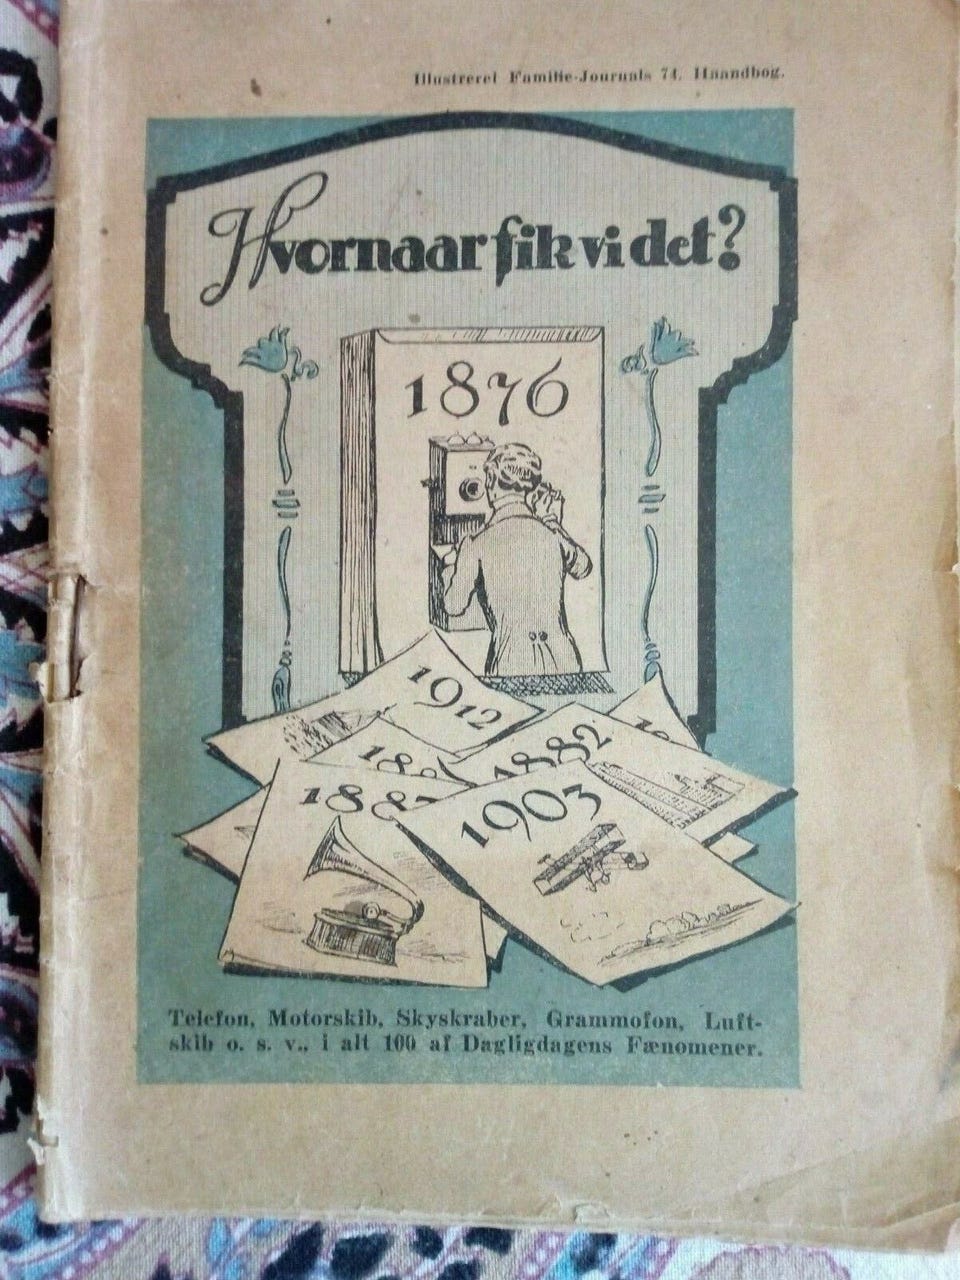 Illustreret Familie-Journals 74. Haandbog.
Hvornaar fik vi det?
1876
1912
1882
1887
1903
Telefon, Motorskib, Skyskraber, Grammofon, Luft-
skib o. s. v., i alt 100 af Dagligdagens Fænomener.